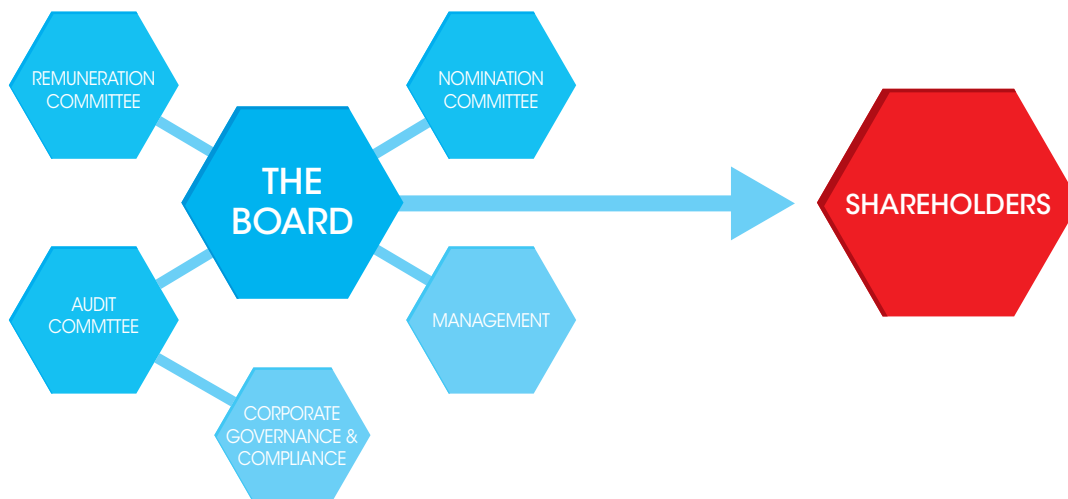 REMUNERATION
COMMITTEE
NOMINATION
COMMITTEE
THE
BOARD
SHAREHOLDERS
AUDIT
COMMTTEE
MANAGEMENT
CORPORATE
GOVERNANCE &
COMPLIANCE